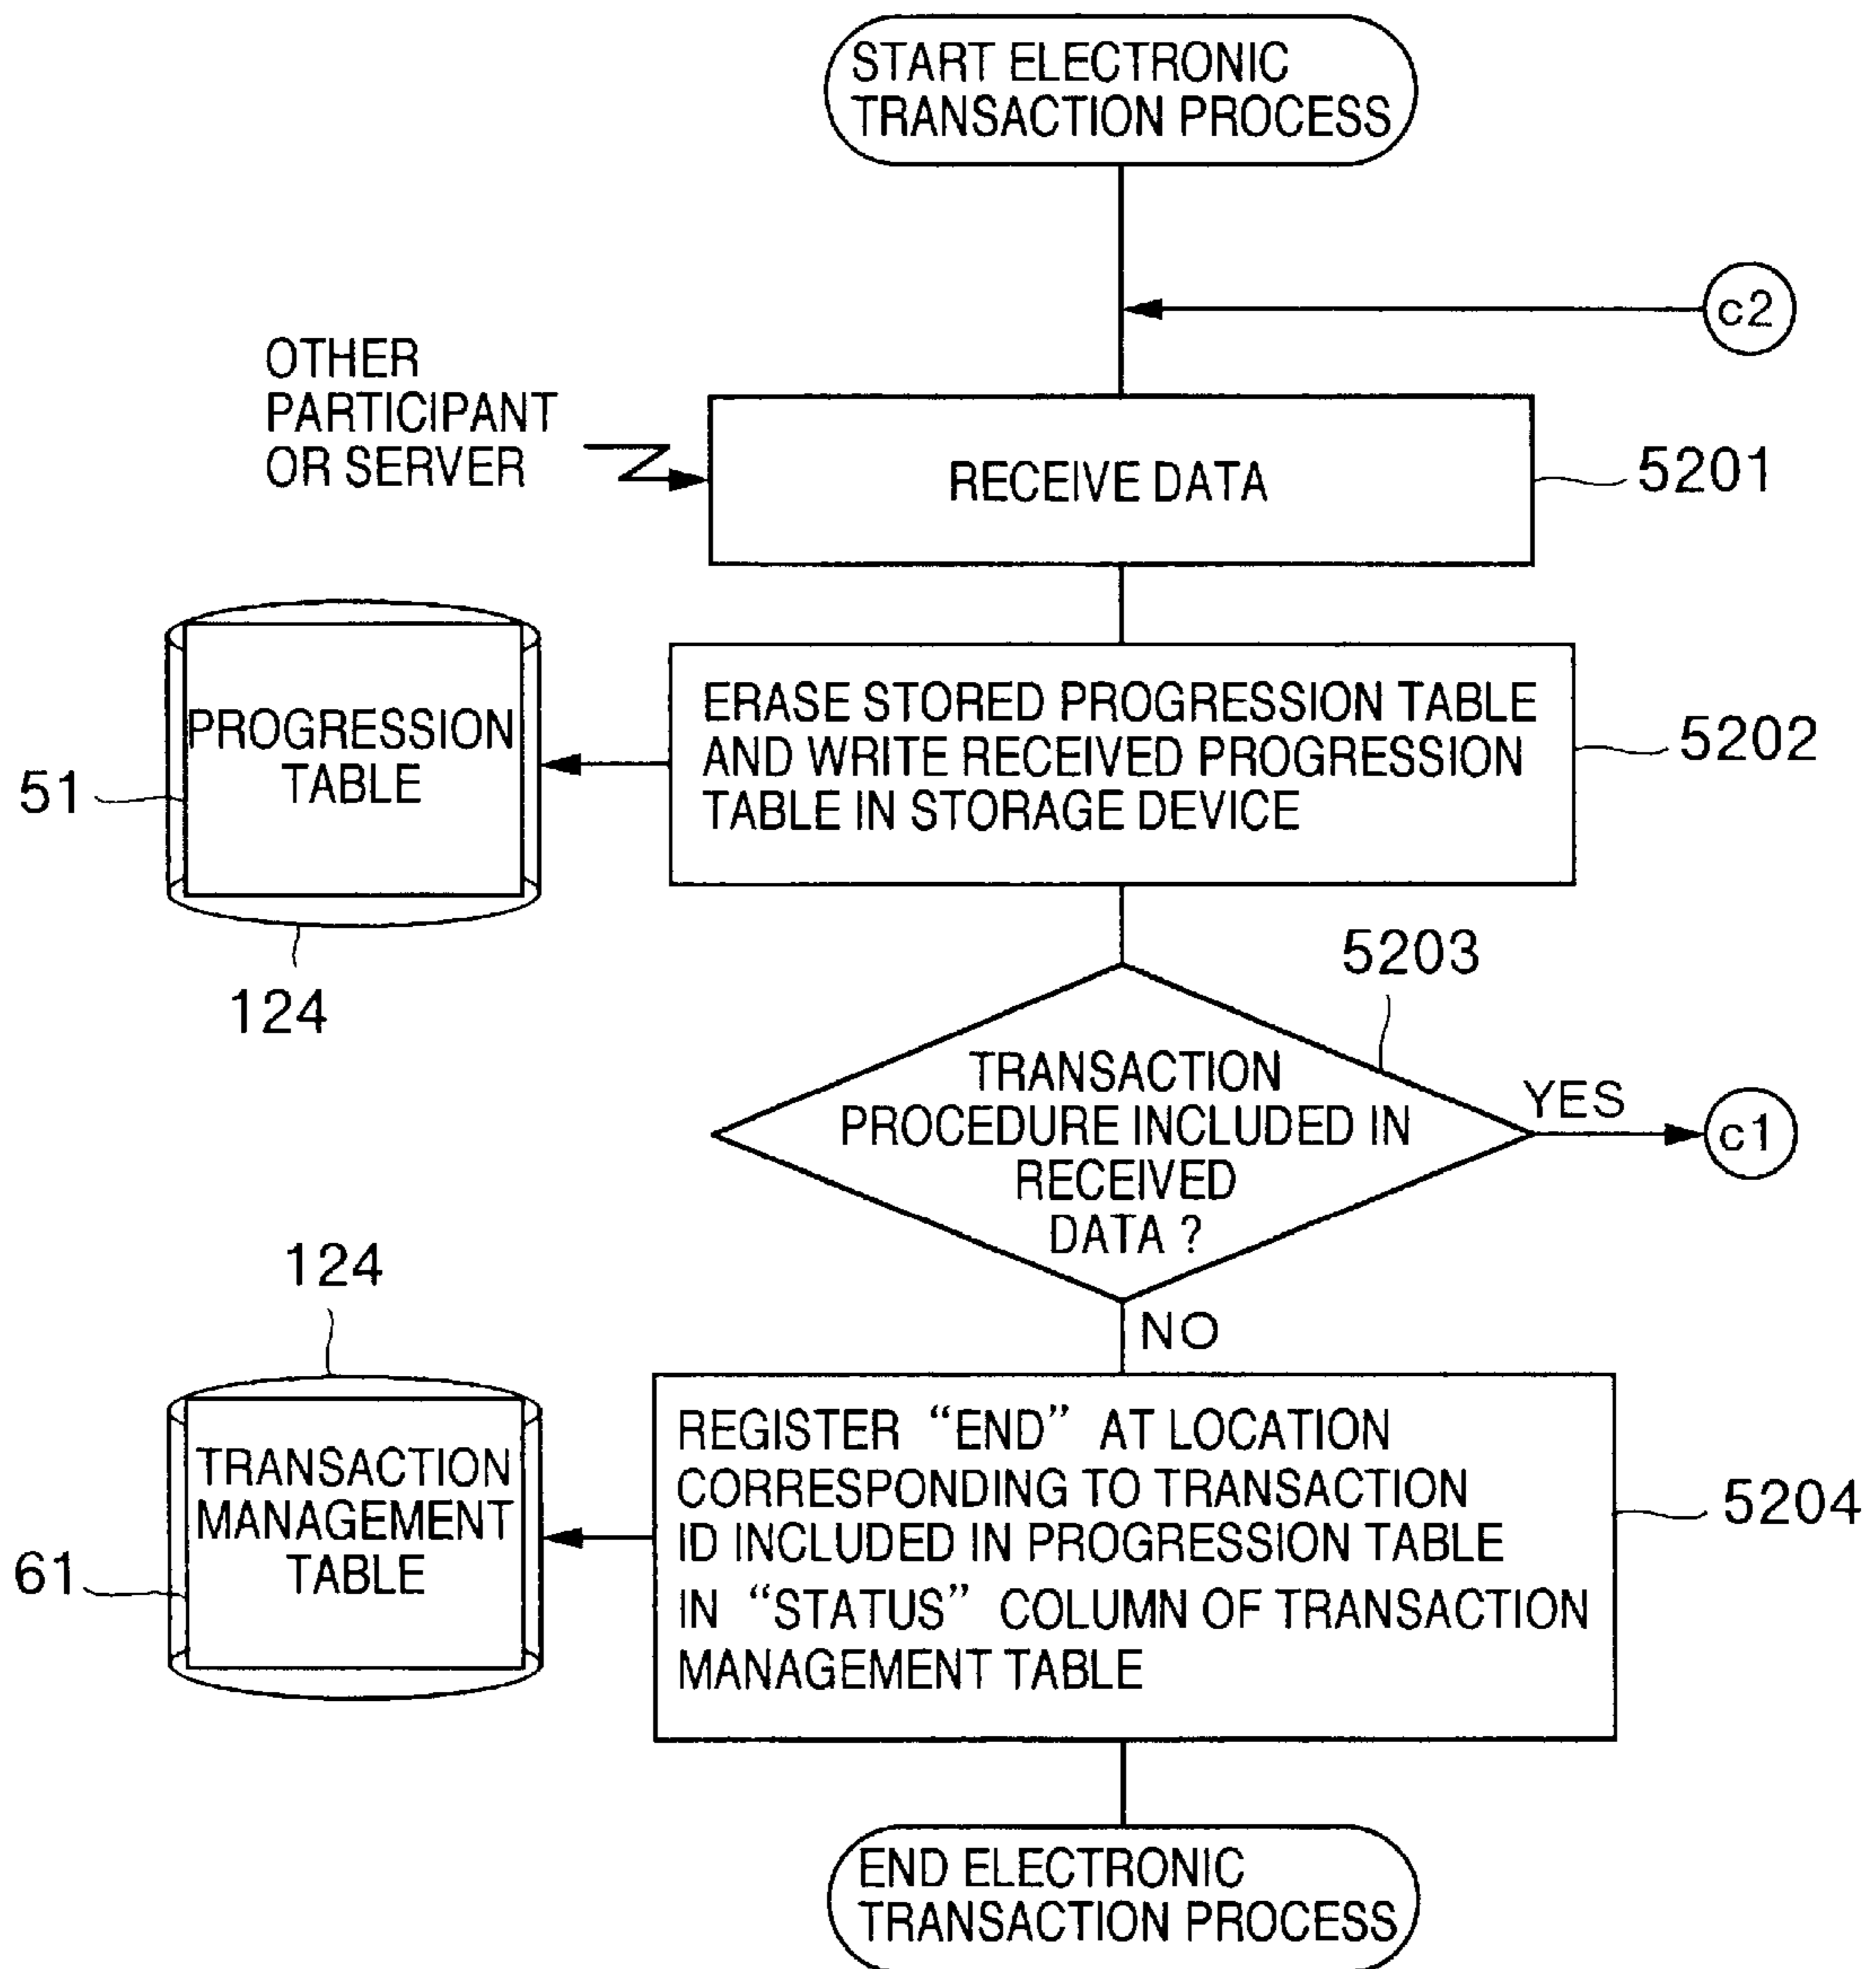 START ELECTRONIC
TRANSACTION PROCESS
c2
OTHER
PARTICIPANT
OR SERVER
RECEIVE DATA
5201
PROGRESSION
TABLE
51
124
ERASE STORED PROGRESSION TABLE
AND WRITE RECEIVED PROGRESSION
TABLE IN STORAGE DEVICE
5202
5203
TRANSACTION
PROCEDURE INCLUDED IN
RECEIVED
DATA ?
YES
c1
NO
124
TRANSACTION
MANAGEMENT
TABLE
61
REGISTER “END” AT LOCATION
CORRESPONDING TO TRANSACTION
ID INCLUDED IN PROGRESSION TABLE
IN “STATUS” COLUMN OF TRANSACTION
MANAGEMENT TABLE
5204
END ELECTRONIC
TRANSACTION PROCESS